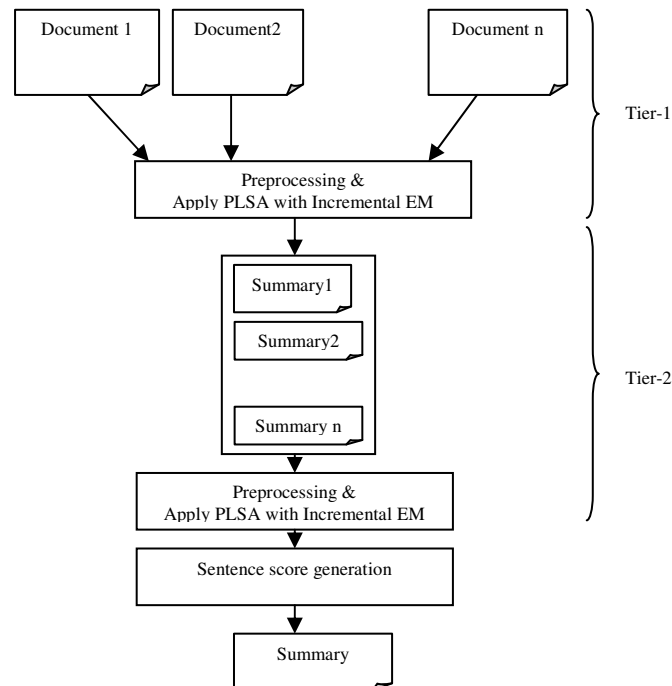 Document 1
Document2
Document n
Tier-1
Preprocessing &
Apply PLSA with Incremental EM
Summary1
Summary2
Tier-2
Summary n
Preprocessing &
Apply PLSA with Incremental EM
Sentence score generation
Summary